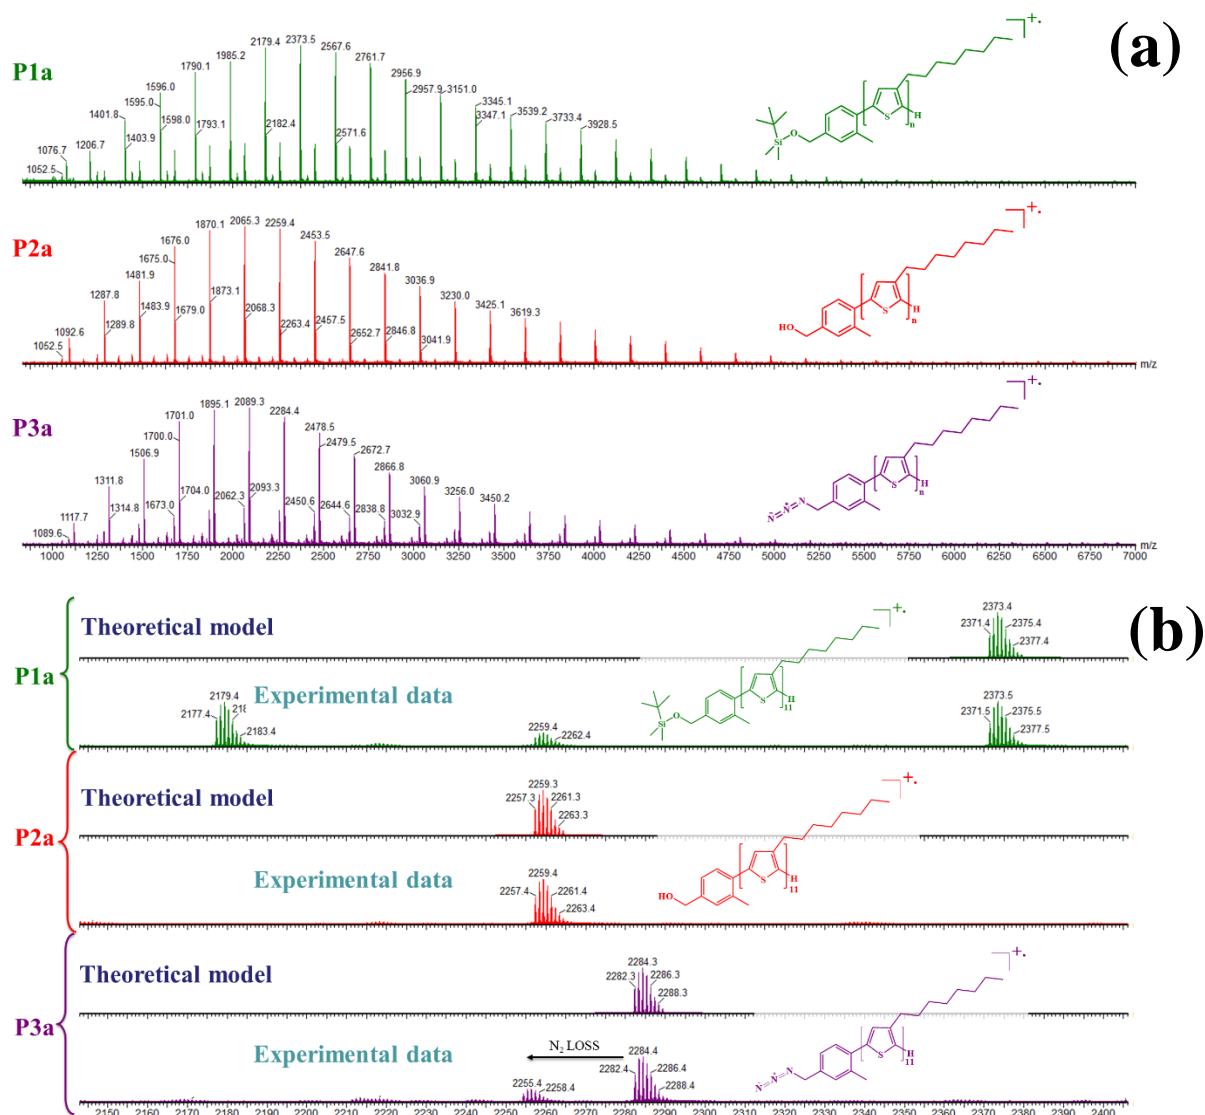 (a)
P1a
1052.5
1076.7
1206.7
1401.8
1403.9
1596.0
1595.0
1598.0
1790.1
1793.1
1985.2
2179.4
2182.4
2373.5
2567.6
2571.6
2761.7
2956.9
2957.9
3151.0
3345.1
3347.1
3539.2
3733.4
3928.5
Si
O
S
H
n
+.
P2a
1052.5
1092.6
1287.8
1289.8
1481.9
1483.9
1676.0
1675.0
1679.0
1870.1
1873.1
2065.3
2068.3
2259.4
2263.4
2453.5
2457.5
2647.6
2652.7
2841.8
2846.8
3036.9
3041.9
3230.0
3425.1
3619.3
HO
S
H
n
+.
m/z
P3a
1089.6
1117.7
1311.8
1314.8
1506.9
1701.0
1700.0
1673.0
1704.0
1895.1
2062.3
2089.3
2093.3
2284.4
2450.6
2478.5
2479.5
2644.6
2672.7
2838.8
2866.8
3032.9
3060.9
3256.0
3450.2
N N N
S
H
n
+.
1000 1250 1500 1750 2000 2250 2500 2750 3000 3250 3500 3750 4000 4250 4500 4750 5000 5250 5500 5750 6000 6250 6500 6750 7000 m/z
(b)
P1a
Theoretical model
2371.4
2373.4
2375.4
2377.4
Experimental data
2177.4
2179.4
2183.4
2259.4
2262.4
2371.5
2373.5
2375.5
2377.5
Si
O
S
H
11
+.
P2a
Theoretical model
2257.3
2259.3
2261.3
2263.3
Experimental data
2257.4
2259.4
2261.4
2263.4
HO
S
H
11
+.
P3a
Theoretical model
2282.3
2284.3
2286.3
2288.3
Experimental data
N2 LOSS
2255.4
2258.4
2282.4
2284.4
2286.4
2288.4
N N N
S
H
11
+.
2150 2160 2170 2180 2190 2200 2210 2220 2230 2240 2250 2260 2270 2280 2290 2300 2310 2320 2330 2340 2350 2360 2370 2380 2390 2400